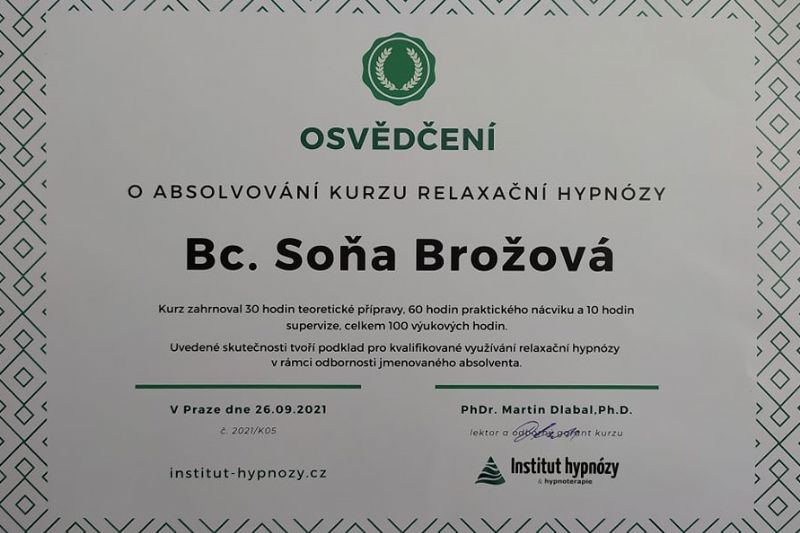 OSVĚDČENÍ
O ABSOLVOVÁNÍ KURZU RELAXAČNÍ HYPNÓZY
Bc. Soňa Brožová
Kurz zahrnoval 30 hodin teoretické přípravy, 60 hodin praktického nácviku a 10 hodin
supervize, celkem 100 výukových hodin.
Uvedené skutečnosti tvoří podklad pro kvalifikované využívání relaxační hypnózy
v rámci odbornosti jmenovaného absolventa.
V Praze dne 26.09.2021
č. 2021/K05
institut-hypnozy.cz
PhDr. Martin Dlabal,Ph.D.
lektor a odborný garant kurzu
Institut hypnózy
& hypnoterapie